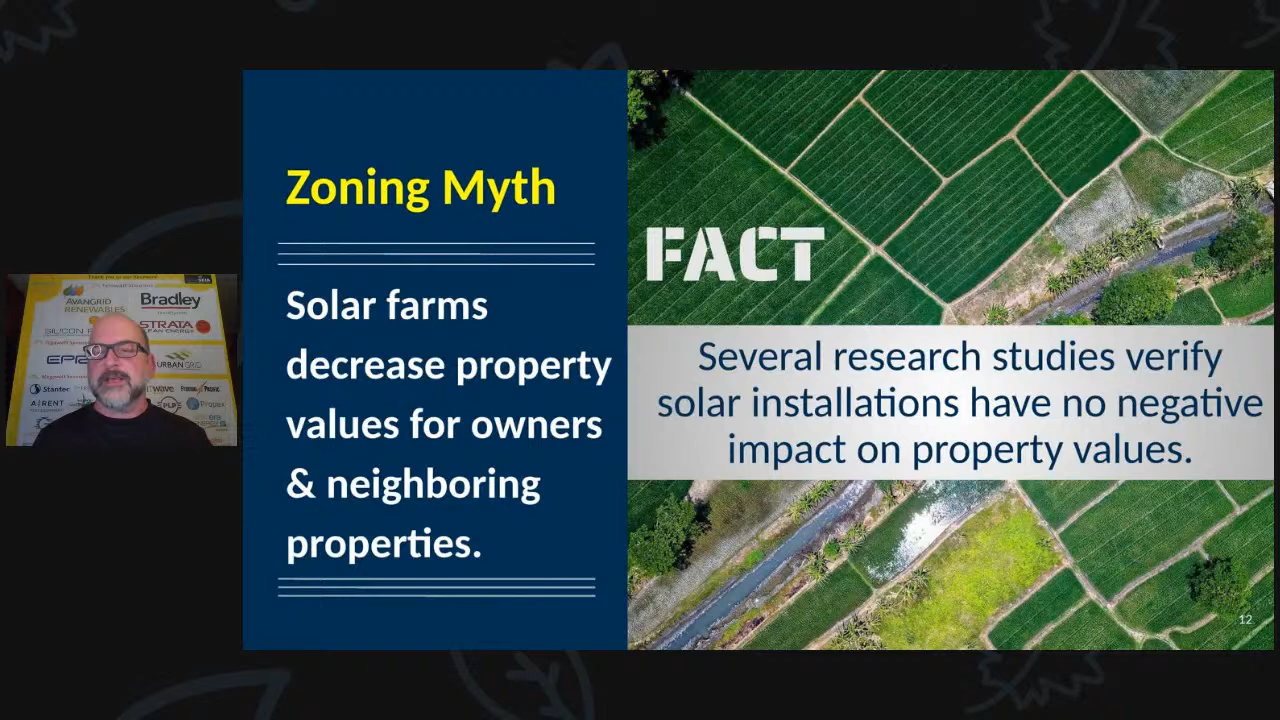 Zoning Myth
Solar farms
decrease property
values for owners
& neighboring
properties.
FACT
Several research studies verify
solar installations have no negative
impact on property values.
12
AVANGRID
RENEWABLES
Bradley
STRATA
URBAN GRID
Stantec